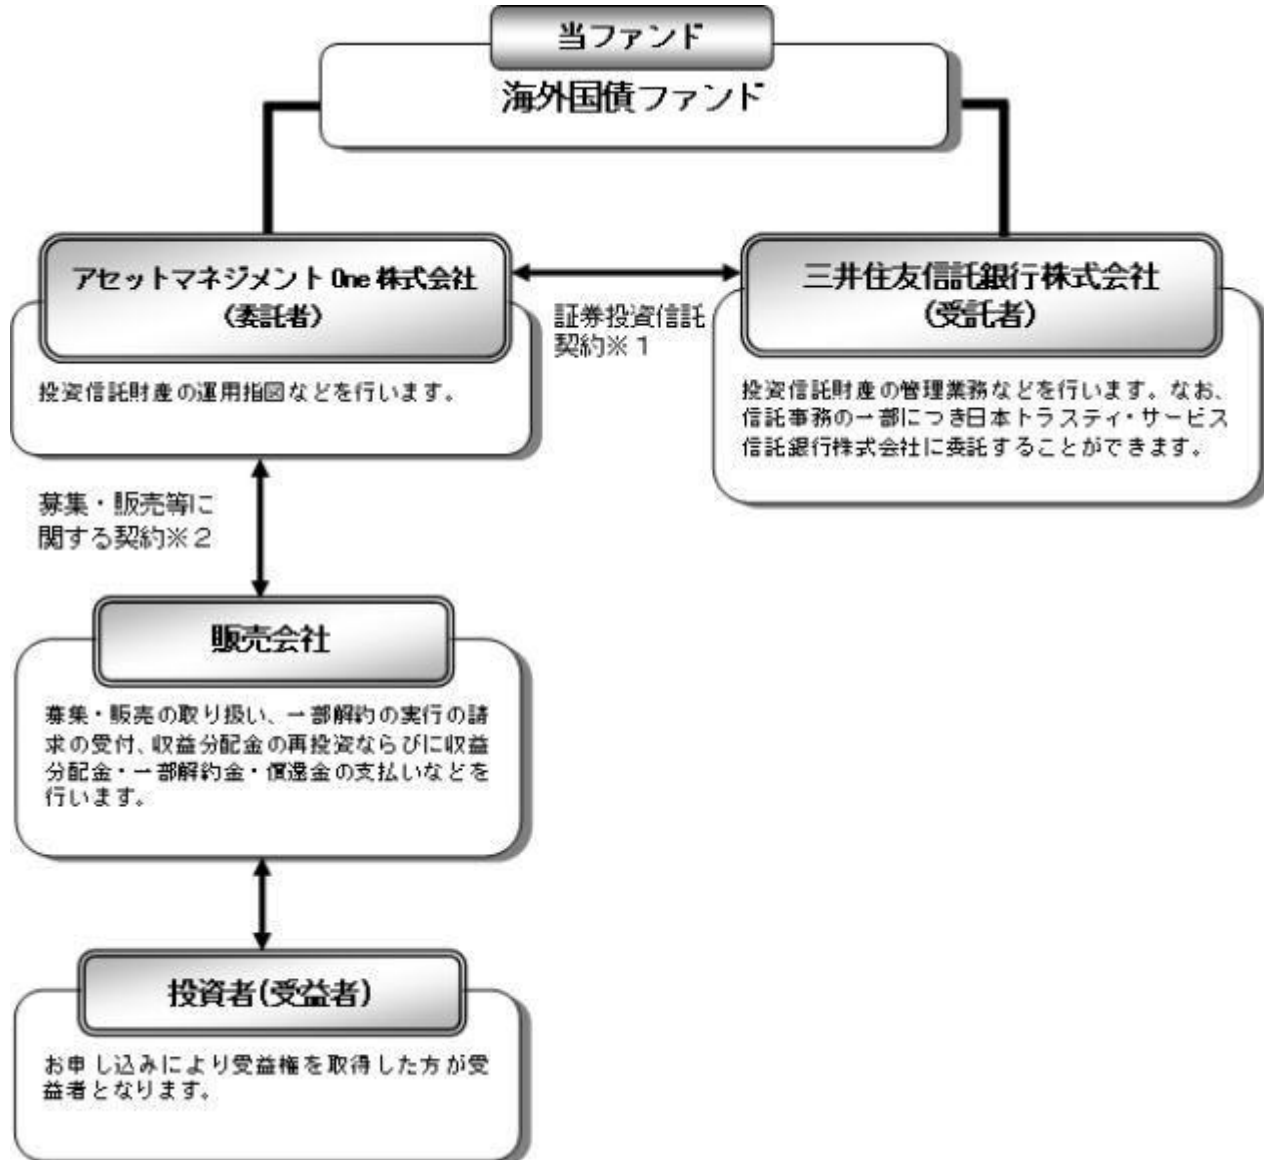 当ファンド
海外国債ファンド
アセットマネジメントOne株式会社
(委託者)
投資信託財産の運用指図などを行います。
証券投資信託
契約※1
三井住友信託銀行株式会社
(受託者)
投資信託財産の管理業務などを行います。なお、
信託事務の一部につき日本トラスティ・サービス
信託銀行株式会社に委託することができます。
募集・販売等に
関する契約※2
販売会社
募集・販売の取り扱い、一部解約の実行の請
求の受付、収益分配金の再投資ならびに収益
分配金・一部解約金・償還金の支払いなどを
行います。
投資者(受益者)
お申し込みにより受益権を取得した方が受
益者となります。